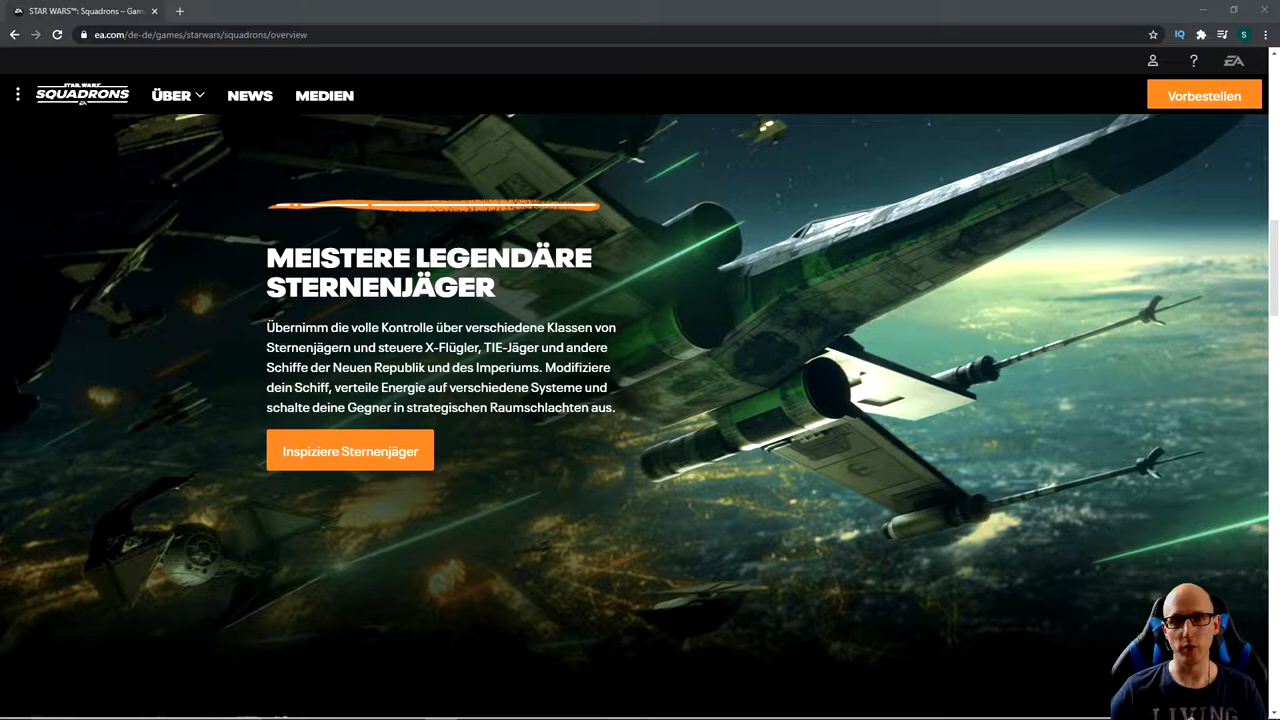 STAR WARS™: Squadrons – Gam
ea.com/de-de/games/starwars/squadrons/overview
S
? EA
STAR WARS
SQUADRONS
EA
ÜBER
NEWS
MEDIEN
Vorbestellen
MEISTERE LEGENDÄRE
STERNENJÄGER
Übernimm die volle Kontrolle über verschiedene Klassen von
Sternenjägern und steuere X-Flügler, TIE-Jäger und andere
Schiffe der Neuen Republik und des Imperiums. Modifiziere
dein Schiff, verteile Energie auf verschiedene Systeme und
schalte deine Gegner in strategischen Raumschlachten aus.
Inspiziere Sternenjäger
LIVING